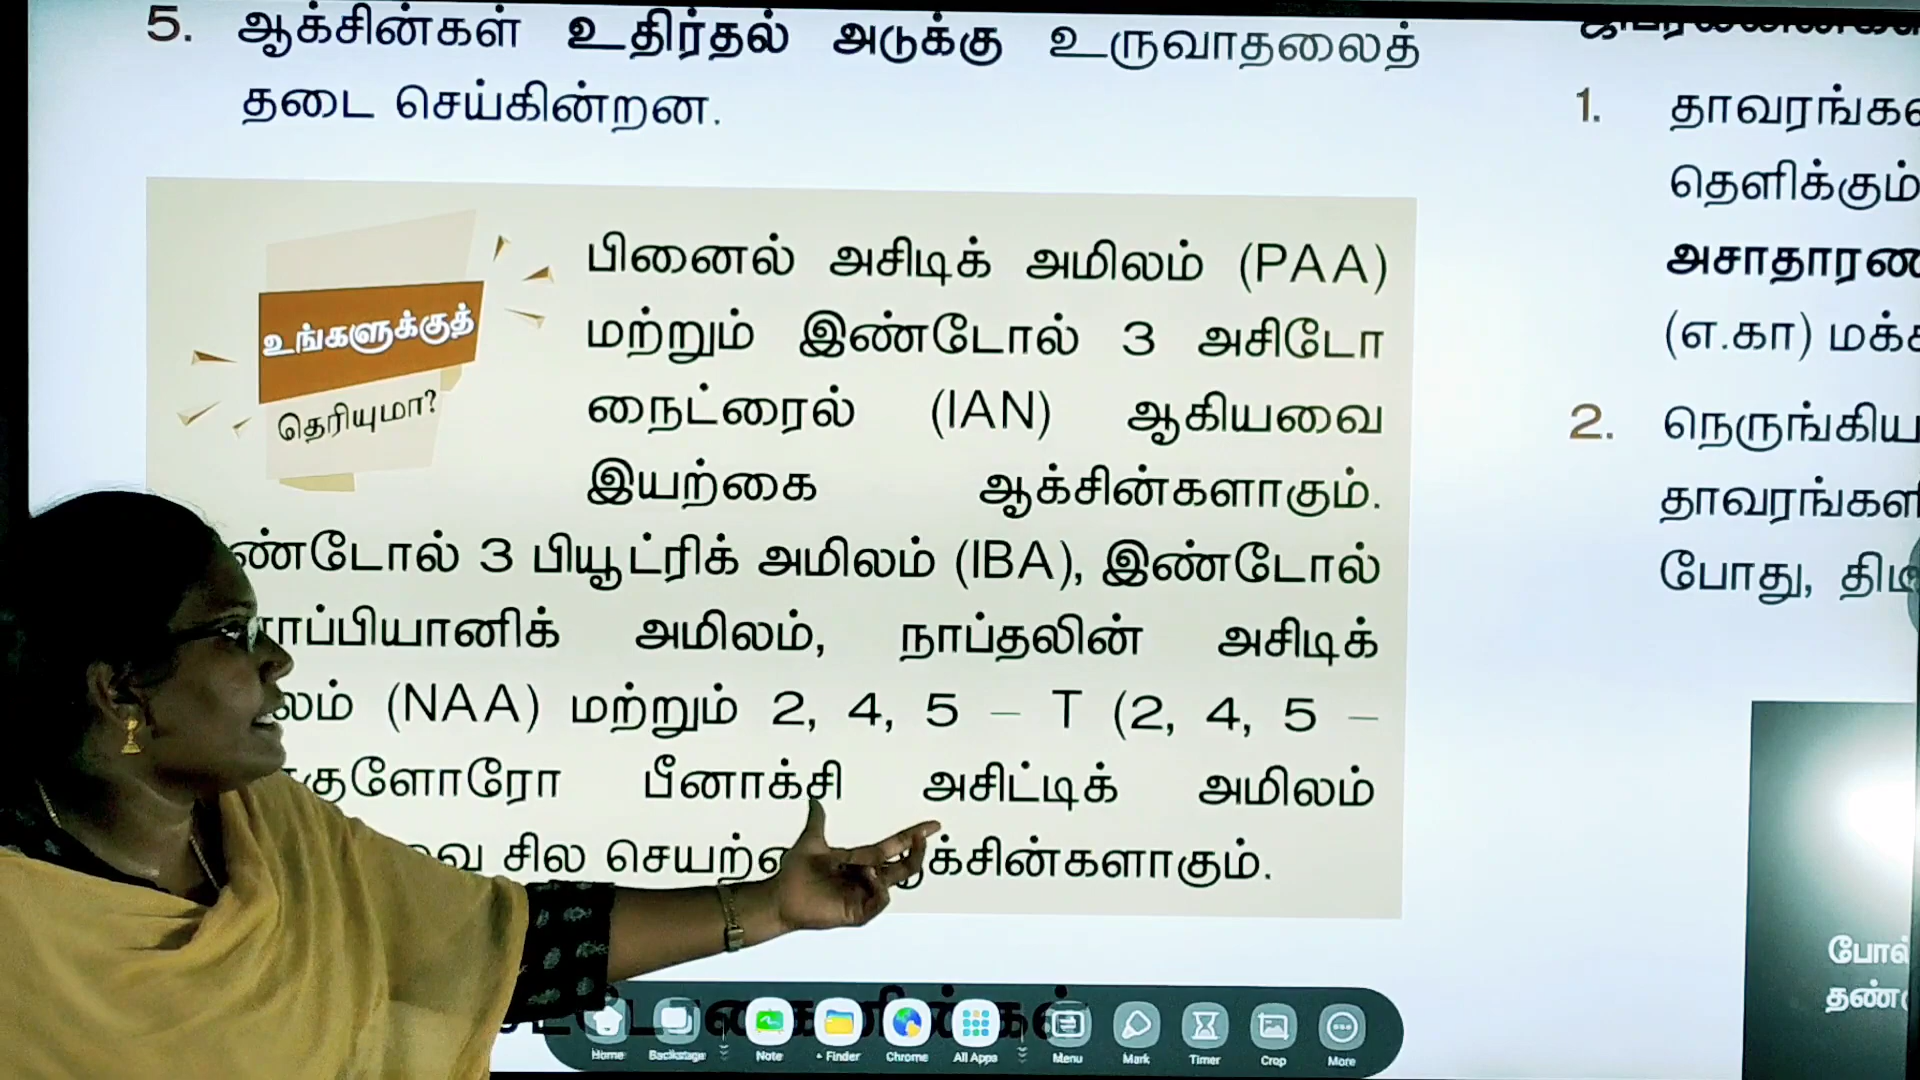 5. ஆக்சின்கள் உதிர்தல் அடுக்கு உருவாதலைத்
தடை செய்கின்றன.
உங்களுக்குத்
தெரியுமா?
பினைல் அசிடிக் அமிலம் (PAA)
மற்றும் இண்டோல் 3 அசிடோ
நைட்ரைல் (IAN) ஆகியவை
இயற்கை ஆக்சின்களாகும்.
ண்டோல் 3 பியூட்ரிக் அமிலம் (IBA), இண்டோல்
ராப்பியானிக் அமிலம், நாப்தலின் அசிடிக்
லம் (NAA) மற்றும் 2, 4, 5 – T (2, 4, 5 –
குளோரோ பீனாக்சி அசிட்டிக் அமிலம்
வை சில க்சின்களாகும்.
1. தாவரங்க
தெளிக்கும்
அசாதாரண
(எ.கா) மக்
2. நெருங்கிய
தாவரங்களி
போது, திடீ
போல்
Home Backstage Note Finder Chrome All Apps Menu Mark Timer Crop More